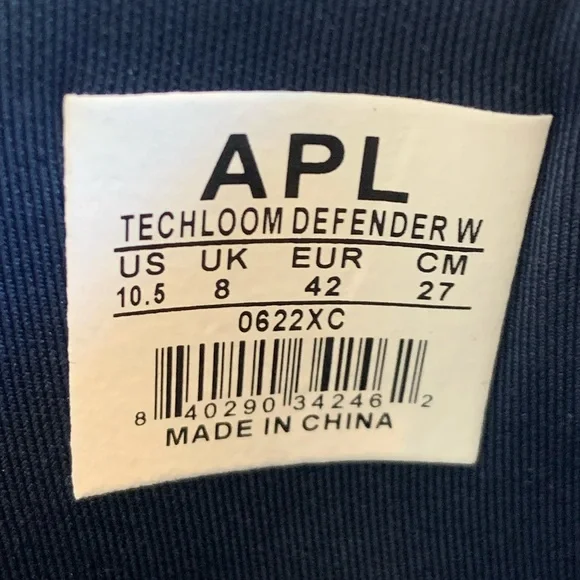 APL
TECHLOOM DEFENDER W
US UK EUR CM
10.5 8 42 27
0622XC
8 40290 34246 2
MADE IN CHINA